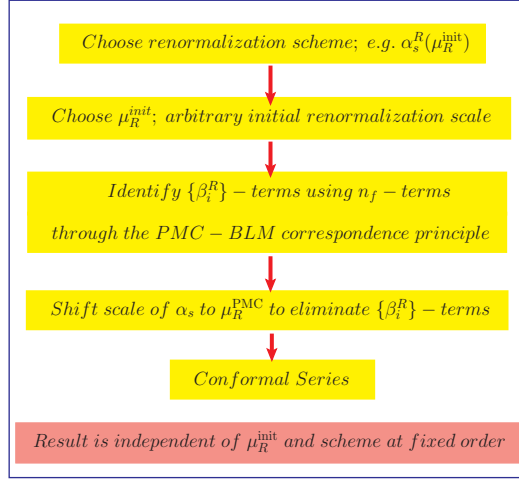 Choose renormalization scheme; e.g. α_s^R(μ_R^init)
Choose μ_R^init; arbitrary initial renormalization scale
Identify {β_i^R} − terms using n_f − terms
through the PMC − BLM correspondence principle
Shift scale of α_s to μ_R^PMC to eliminate {β_i^R} − terms
Conformal Series
Result is independent of μ_R^init and scheme at fixed order